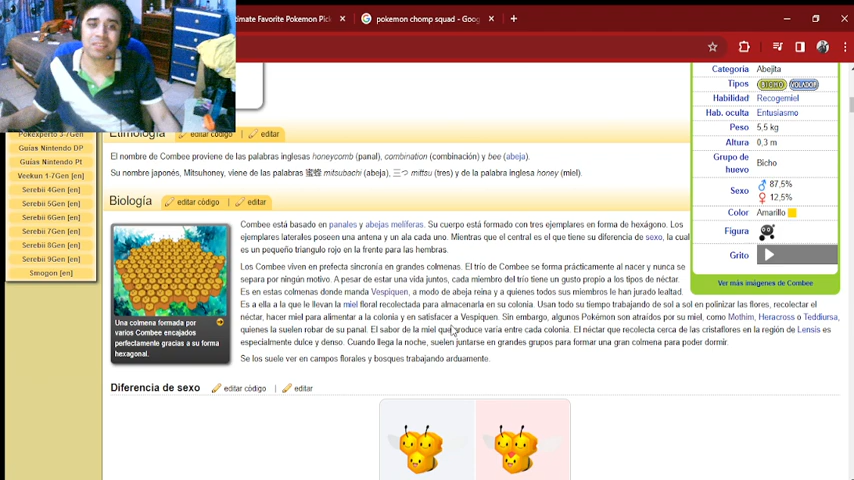 timate Favorite Pokemon Pic
pokemon chomp squad - Goog
Pokexperto 3-7Gen
Guías Nintendo DP
Guías Nintendo Pt
Veekun 1-7Gen [en]
Serebii 4Gen [en]
Serebii 5Gen [en]
Serebii 6Gen [en]
Serebii 7Gen [en]
Serebii 8Gen [en]
Serebii 9Gen [en]
Smogon [en]
Etimología editar código | editar
El nombre de Combee proviene de las palabras inglesas honeycomb (panal), combination (combinación) y bee (abeja).
Su nombre japonés, Mitsuhoney, viene de las palabras 蜜蜂 mitsubachi (abeja), 三つ mittsu (tres) y de la palabra inglesa honey (miel).
Biología editar código | editar
Combee está basado en panales y abejas melíferas. Su cuerpo está formado con tres ejemplares en forma de hexágono. Los
ejemplares laterales poseen una antena y un ala cada uno. Mientras que el central es el que tiene su diferencia de sexo, la cual
es un pequeño triangulo rojo en la frente para las hembras.
Los Combee viven en prefecta sincronía en grandes colmenas. El trío de Combee se forma prácticamente al nacer y nunca se
separa por ningún motivo. A pesar de estar una vida juntos, cada miembro del trío tiene un gusto propio a los tipos de néctar.
Es en estas colmenas donde manda Vespiquen, a modo de abeja reina y a quienes todos sus miembros le han jurado lealtad.
Es a ella a la que le llevan la miel floral recolectada para almacenarla en su colonia. Usan todo su tiempo trabajando de sol a sol en polinizar las flores, recolectar el
néctar, hacer miel para alimentar a la colonia y en satisfacer a Vespiquen. Sin embargo, algunos Pokémon son atraídos por su miel, como Mothim, Heracross o Teddiursa,
quienes la suelen robar de su panal. El sabor de la miel que produce varia entre cada colonia. El néctar que recolecta cerca de las cristaflores en la región de Lensis es
especialmente dulce y denso. Cuando llega la noche, suelen juntarse en grandes grupos para formar una gran colmena para poder dormir.
Se los suele ver en campos florales y bosques trabajando arduamente.
Una colmena formada por
varios Combee encajados
perfectamente gracias a su forma
hexagonal.
Diferencia de sexo editar código | editar
Categoría Abejita
Tipos BICHO VOLADOR
Habilidad Recogemiel
Hab. oculta Entusiasmo
Peso 5,5 kg
Altura 0,3 m
Grupo de
huevo Bicho
Sexo ♂ 87,5%
♀ 12,5%
Color Amarillo
Figura
Grito
Ver más imágenes de Combee